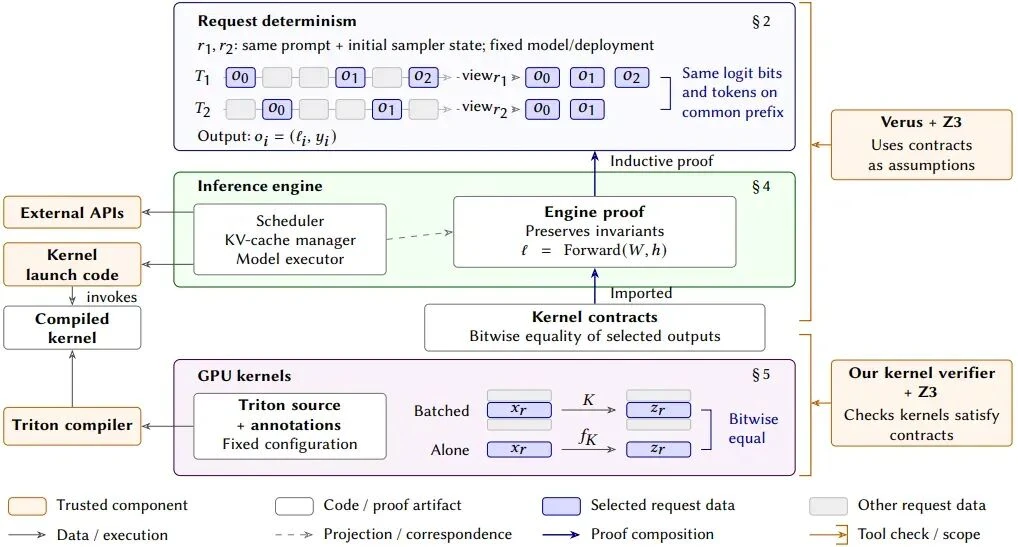 Request determinism
§ 2
r1, r2: same prompt + initial sampler state; fixed model/deployment
T1 o0 o1 o2 view r1 o0 o1 o2
T2 o0 o1 view r2 o0 o1
Same logit bits
and tokens on
common prefix
Output: oi = (ℓi, yi)
Inductive proof
Verus + Z3
Uses contracts
as assumptions
Inference engine
§ 4
External APIs
Kernel
launch code
invokes
Compiled
kernel
Scheduler
KV-cache manager
Model executor
Engine proof
Preserves invariants
ℓ = Forward(W, h)
Imported
Kernel contracts
Bitwise equality of selected outputs
GPU kernels
§ 5
Triton compiler
Triton source
+ annotations
Fixed configuration
Batched xr K zr
Alone xr fK zr
Bitwise
equal
Our kernel verifier
+ Z3
Checks kernels satisfy
contracts
Trusted component
Code / proof artifact
Selected request data
Other request data
Data / execution
Projection / correspondence
Proof composition
Tool check / scope